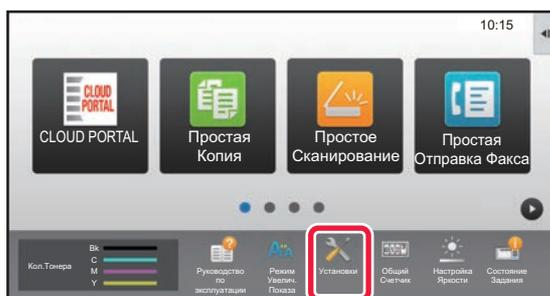 10:15
CLOUD
PORTAL
CLOUD PORTAL
Простая
Копия
Простое
Сканирование
Простая
Отправка Факса
Кол.Тонера
Bk
C
M
Y
Руководство
по
эксплуатации
Режим
Увелич.
Показа
Установки
Общий
Счетчик
Настройка
Яркости
Состояние
Задания